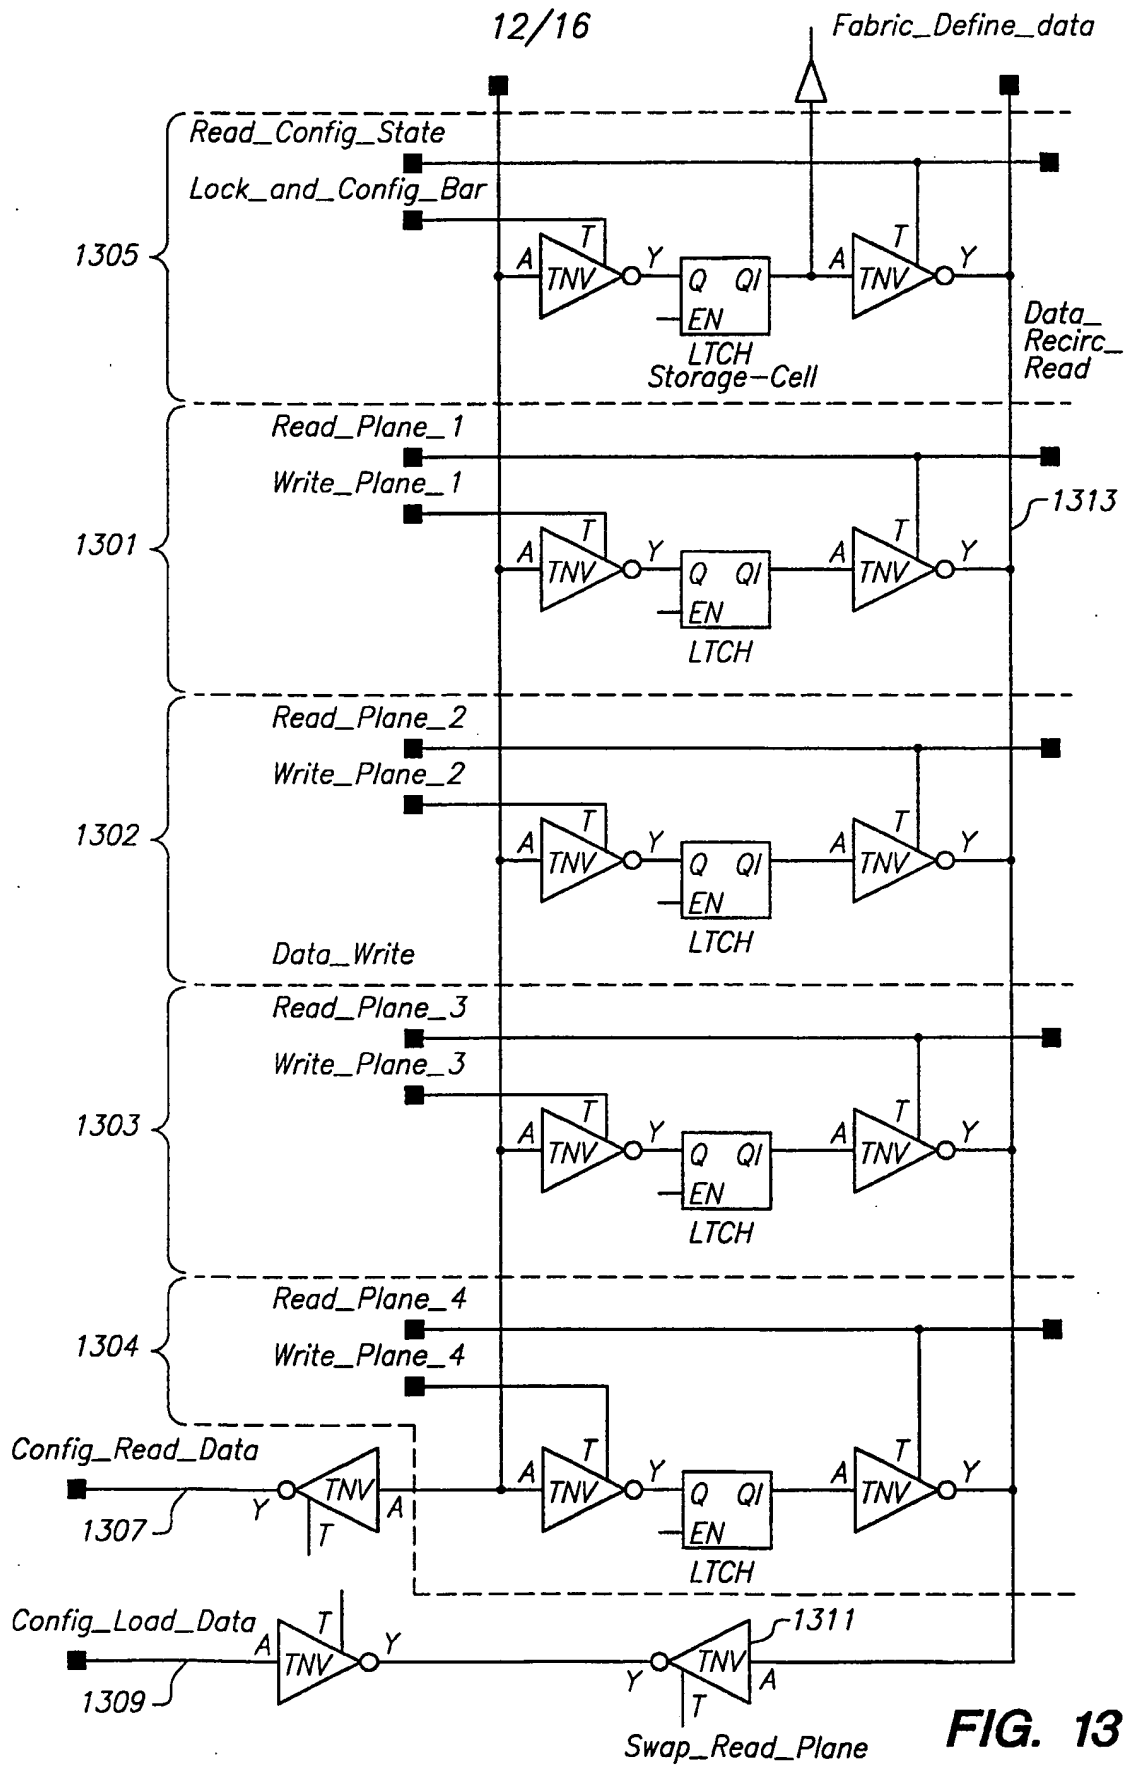 12/16
Fabric_Define_data
Read_Config_State
Lock_and_Config_Bar
1305
T T
A TNV Y Q QI A TNV Y
EN
LTCH
Storage-Cell
Data_
Recirc_
Read
Read_Plane_1
Write_Plane_1
1313
1301
T T
A TNV Y Q QI A TNV Y
EN
LTCH
Read_Plane_2
Write_Plane_2
1302
T T
A TNV Y Q QI A TNV Y
EN
LTCH
Data_Write
Read_Plane_3
Write_Plane_3
1303
T T
A TNV Y Q QI A TNV Y
EN
LTCH
Read_Plane_4
1304
Write_Plane_4
Config_Read_Data
T T
Y TNV A A TNV Y Q QI A TNV Y
1307
T
EN
LTCH
Config_Load_Data
T
1311
A TNV Y Y TNV A
1309
T
Swap_Read_Plane
FIG. 13